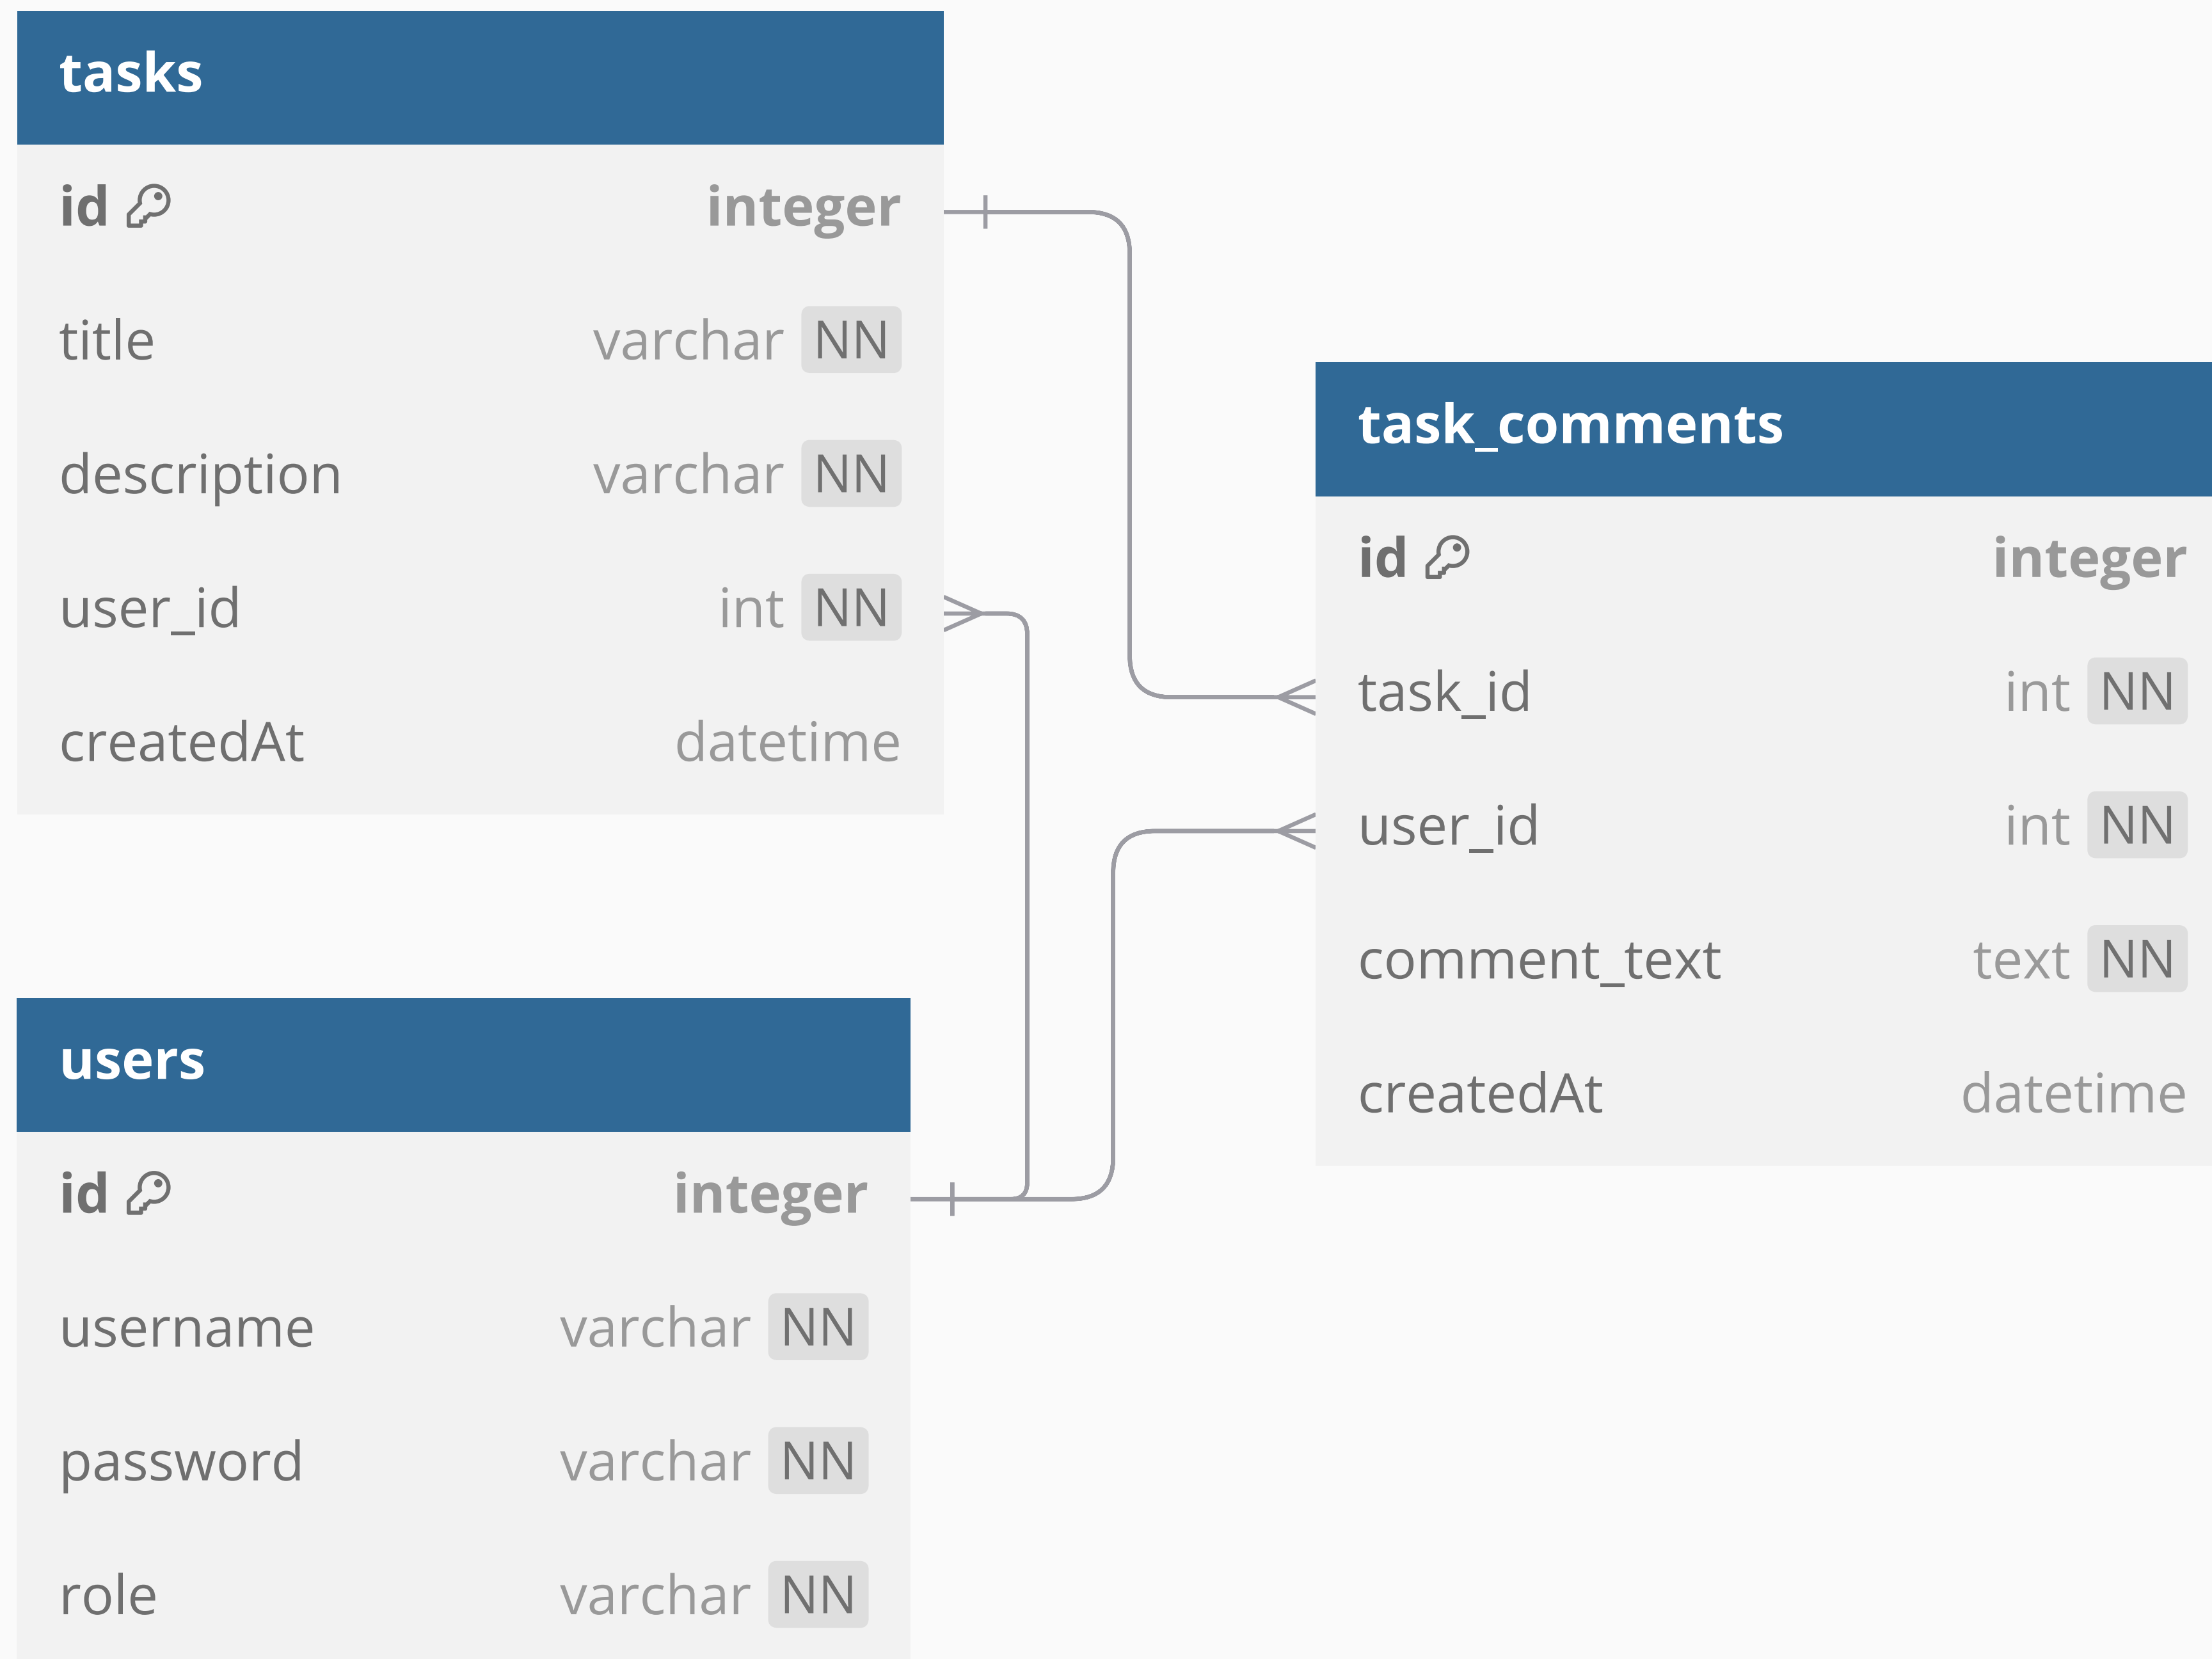 tasks
id integer
title varchar NN
description varchar NN
user_id int NN
createdAt datetime
task_comments
id integer
task_id int NN
user_id int NN
comment_text text NN
createdAt datetime
users
id integer
username varchar NN
password varchar NN
role varchar NN